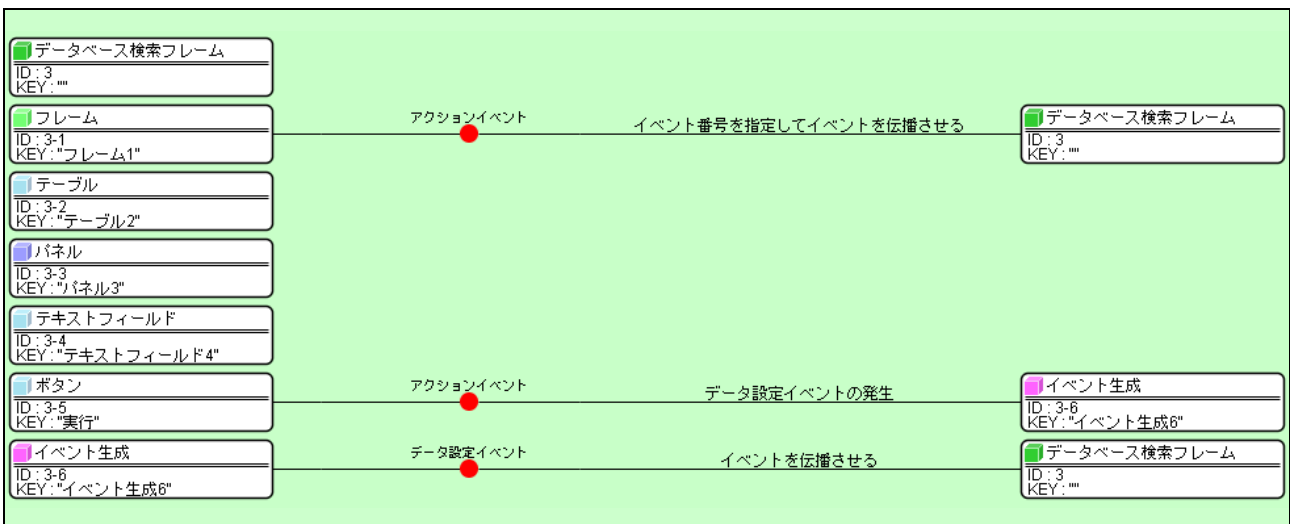 データベース検索フレーム
ID : 3
KEY : ""
フレーム
ID : 3-1
KEY : "フレーム1"
アクションイベント
イベント番号を指定してイベントを伝播させる
データベース検索フレーム
ID : 3
KEY : ""
テーブル
ID : 3-2
KEY : "テーブル2"
パネル
ID : 3-3
KEY : "パネル3"
テキストフィールド
ID : 3-4
KEY : "テキストフィールド4"
ボタン
ID : 3-5
KEY : "実行"
アクションイベント
データ設定イベントの発生
イベント生成
ID : 3-6
KEY : "イベント生成6"
イベント生成
ID : 3-6
KEY : "イベント生成6"
データ設定イベント
イベントを伝播させる
データベース検索フレーム
ID : 3
KEY : ""